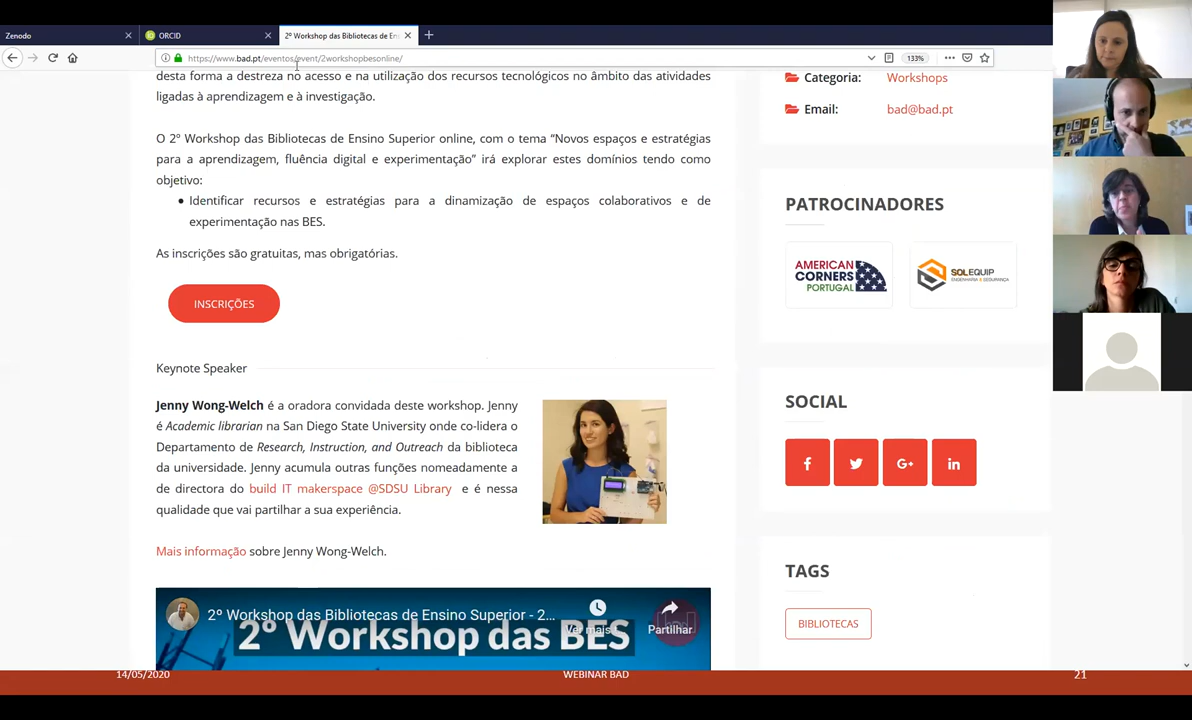 Zenodo
ORCID
2º Workshop das Bibliotecas de En
https://www.bad.pt/eventos/event/2workshopbesonline/
133%
desta forma a destreza no acesso e na utilização dos recursos tecnológicos no âmbito das atividades
ligadas à aprendizagem e à investigação.
O 2º Workshop das Bibliotecas de Ensino Superior online, com o tema “Novos espaços e estratégias
para a aprendizagem, fluência digital e experimentação” irá explorar estes domínios tendo como
objetivo:
• Identificar recursos e estratégias para a dinamização de espaços colaborativos e de
experimentação nas BES.
As inscrições são gratuitas, mas obrigatórias.
INSCRIÇÕES
Keynote Speaker
Jenny Wong-Welch é a oradora convidada deste workshop. Jenny
é Academic librarian na San Diego State University onde co-lidera o
Departamento de Research, Instruction, and Outreach da biblioteca
da universidade. Jenny acumula outras funções nomeadamente a
de directora do build IT makerspace @SDSU Library e é nessa
qualidade que vai partilhar a sua experiência.
Mais informação sobre Jenny Wong-Welch.
2º Workshop das Bibliotecas de Ensino Superior - 2...
Ver mais
Partilhar
2º Workshop das BES
Categoria: Workshops
Email: bad@bad.pt
PATROCINADORES
AMERICAN
CORNERS
PORTUGAL
SOLEQUIP
ENGENHARIA E SEGURANÇA
SOCIAL
f
G+
in
TAGS
BIBLIOTECAS
14/05/2020
WEBINAR BAD
21